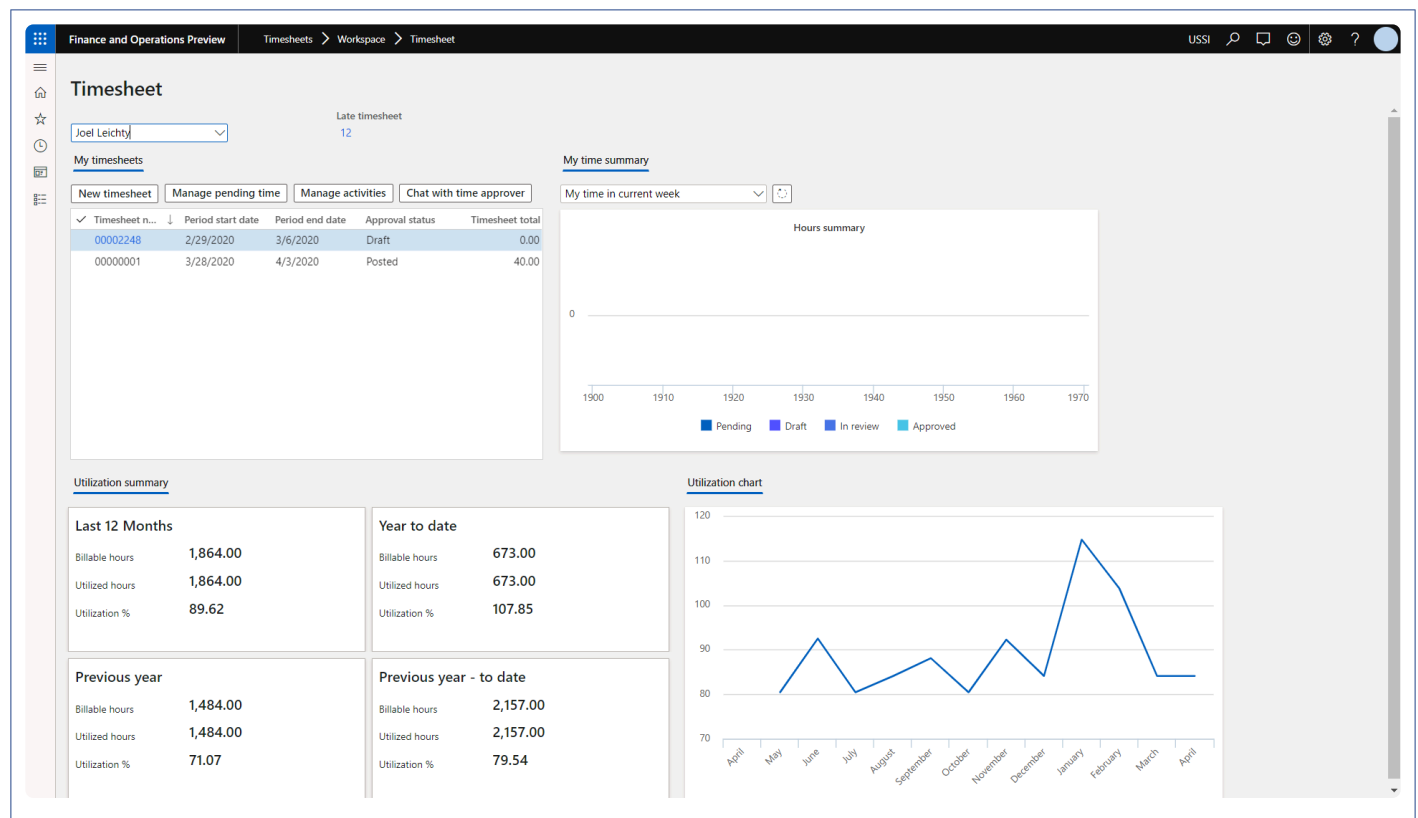 Finance and Operations Preview Timesheets Workspace Timesheet USSI ?
Timesheet
Late timesheet
Joel Leichty 12
My timesheets My time summary
New timesheet Manage pending time Manage activities Chat with time approver My time in current week
Timesheet n... ↓ Period start date Period end date Approval status Timesheet total
00002248 2/29/2020 3/6/2020 Draft 0.00
00000001 3/28/2020 4/3/2020 Posted 40.00
Hours summary
0
1900 1910 1920 1930 1940 1950 1960 1970
Pending Draft In review Approved
Utilization summary
Last 12 Months
Billable hours 1,864.00
Utilized hours 1,864.00
Utilization % 89.62
Year to date
Billable hours 673.00
Utilized hours 673.00
Utilization % 107.85
Previous year
Billable hours 1,484.00
Utilized hours 1,484.00
Utilization % 71.07
Previous year - to date
Billable hours 2,157.00
Utilized hours 2,157.00
Utilization % 79.54
Utilization chart
120
110
100
90
80
70
April May June July August September October November December January February March April